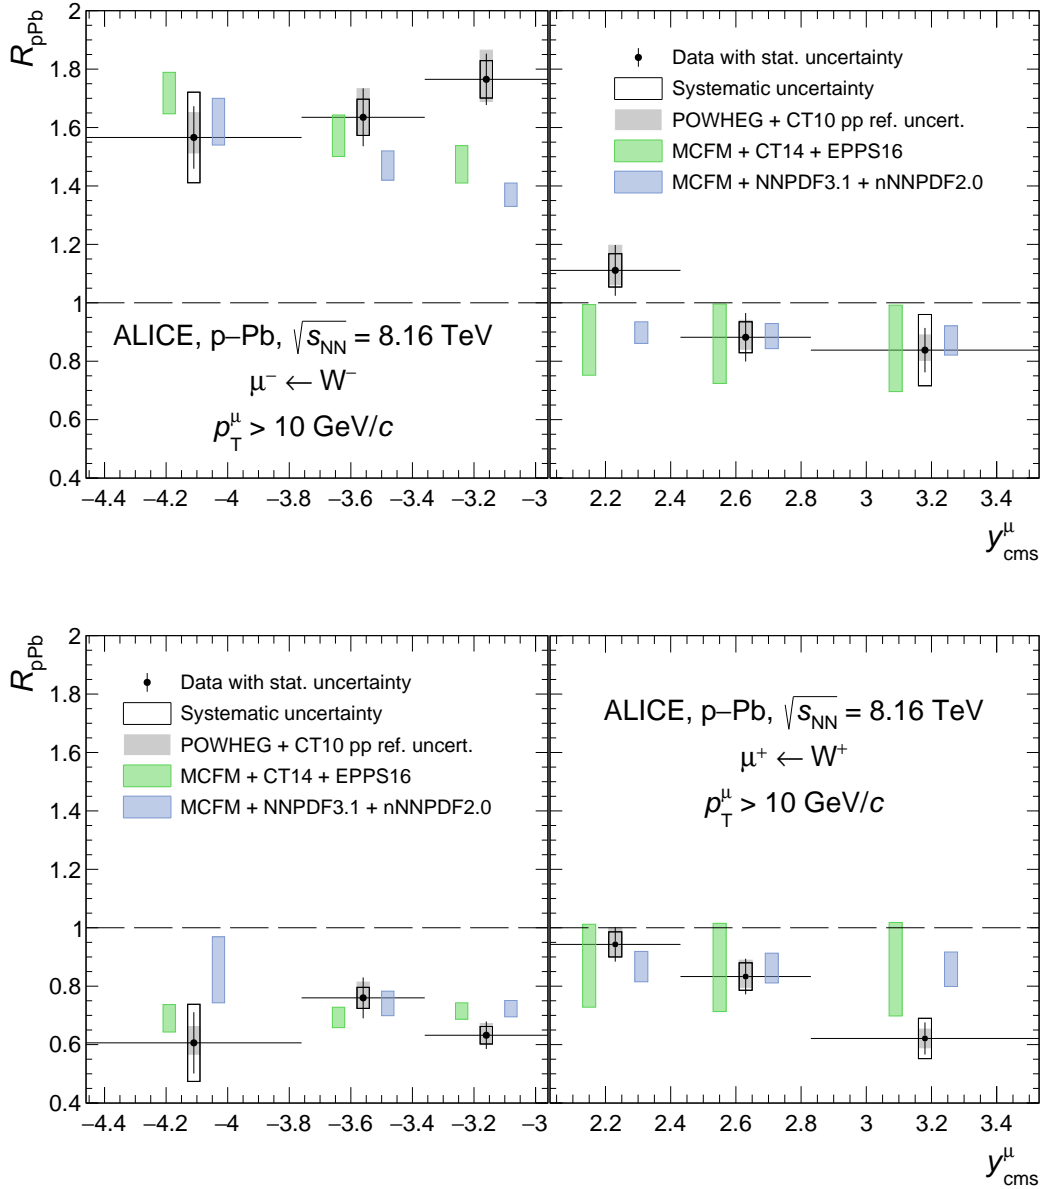 R_pPb
2
1.8
1.6
1.4
1.2
1
0.8
0.6
0.4
ALICE, p–Pb, √s_NN = 8.16 TeV
μ⁻ ← W⁻
p_T^μ > 10 GeV/c
−4.2 −4 −3.8 −3.6 −3.4 −3.2 −3
Data with stat. uncertainty
Systematic uncertainty
POWHEG + CT10 pp ref. uncert.
MCFM + CT14 + EPPS16
MCFM + NNPDF3.1 + nNNPDF2.0
2.2 2.4 2.6 2.8 3 3.2 3.4
y_cms^μ
R_pPb
2
1.8
1.6
1.4
1.2
1
0.8
0.6
0.4
Data with stat. uncertainty
Systematic uncertainty
POWHEG + CT10 pp ref. uncert.
MCFM + CT14 + EPPS16
MCFM + NNPDF3.1 + nNNPDF2.0
−4.2 −4 −3.8 −3.6 −3.4 −3.2 −3
ALICE, p–Pb, √s_NN = 8.16 TeV
μ⁺ ← W⁺
p_T^μ > 10 GeV/c
2.2 2.4 2.6 2.8 3 3.2 3.4
y_cms^μ